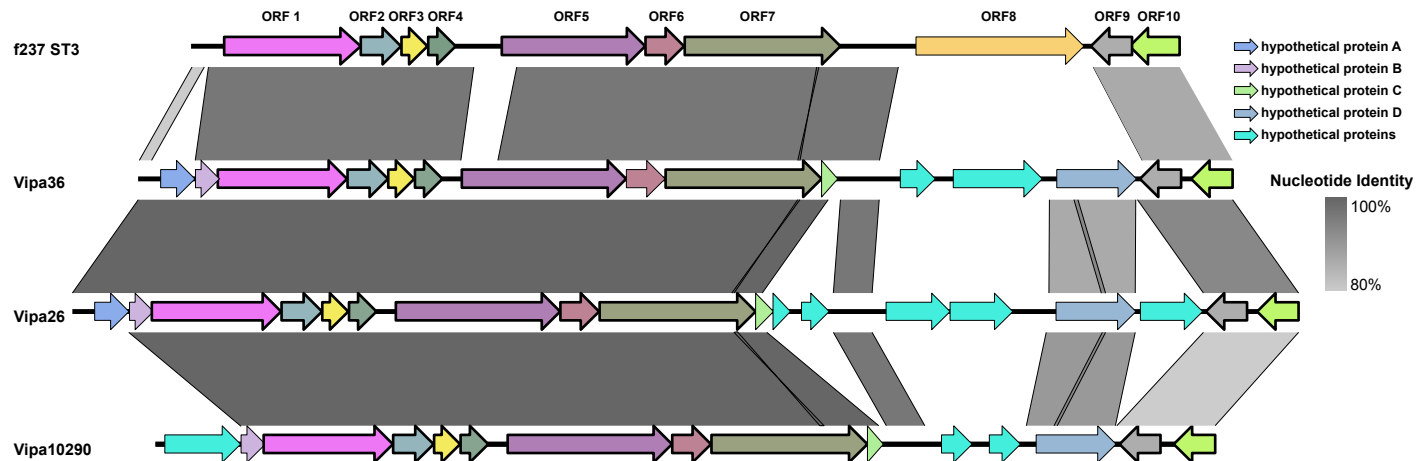 ORF 1 ORF2 ORF3 ORF4 ORF5 ORF6 ORF7 ORF8 ORF9 ORF10
f237 ST3
hypothetical protein A
hypothetical protein B
hypothetical protein C
hypothetical protein D
hypothetical proteins
Vipa36
Nucleotide Identity
100%
80%
Vipa26
Vipa10290